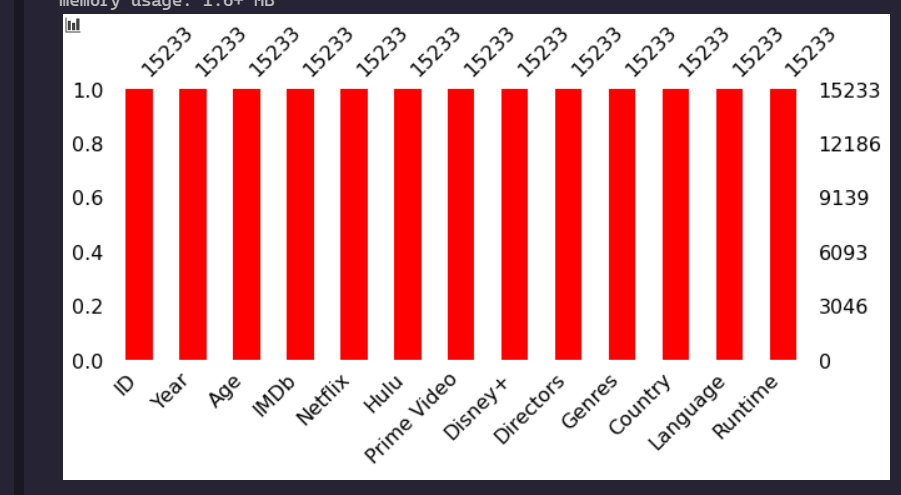 memory usage: 1.6+ MB
15233 15233 15233 15233 15233 15233 15233 15233 15233 15233 15233 15233 15233
1.0 15233
0.8 12186
0.6 9139
0.4 6093
0.2 3046
0.0 0
ID Year Age IMDb Netflix Hulu Prime Video Disney+ Directors Genres Country Language Runtime